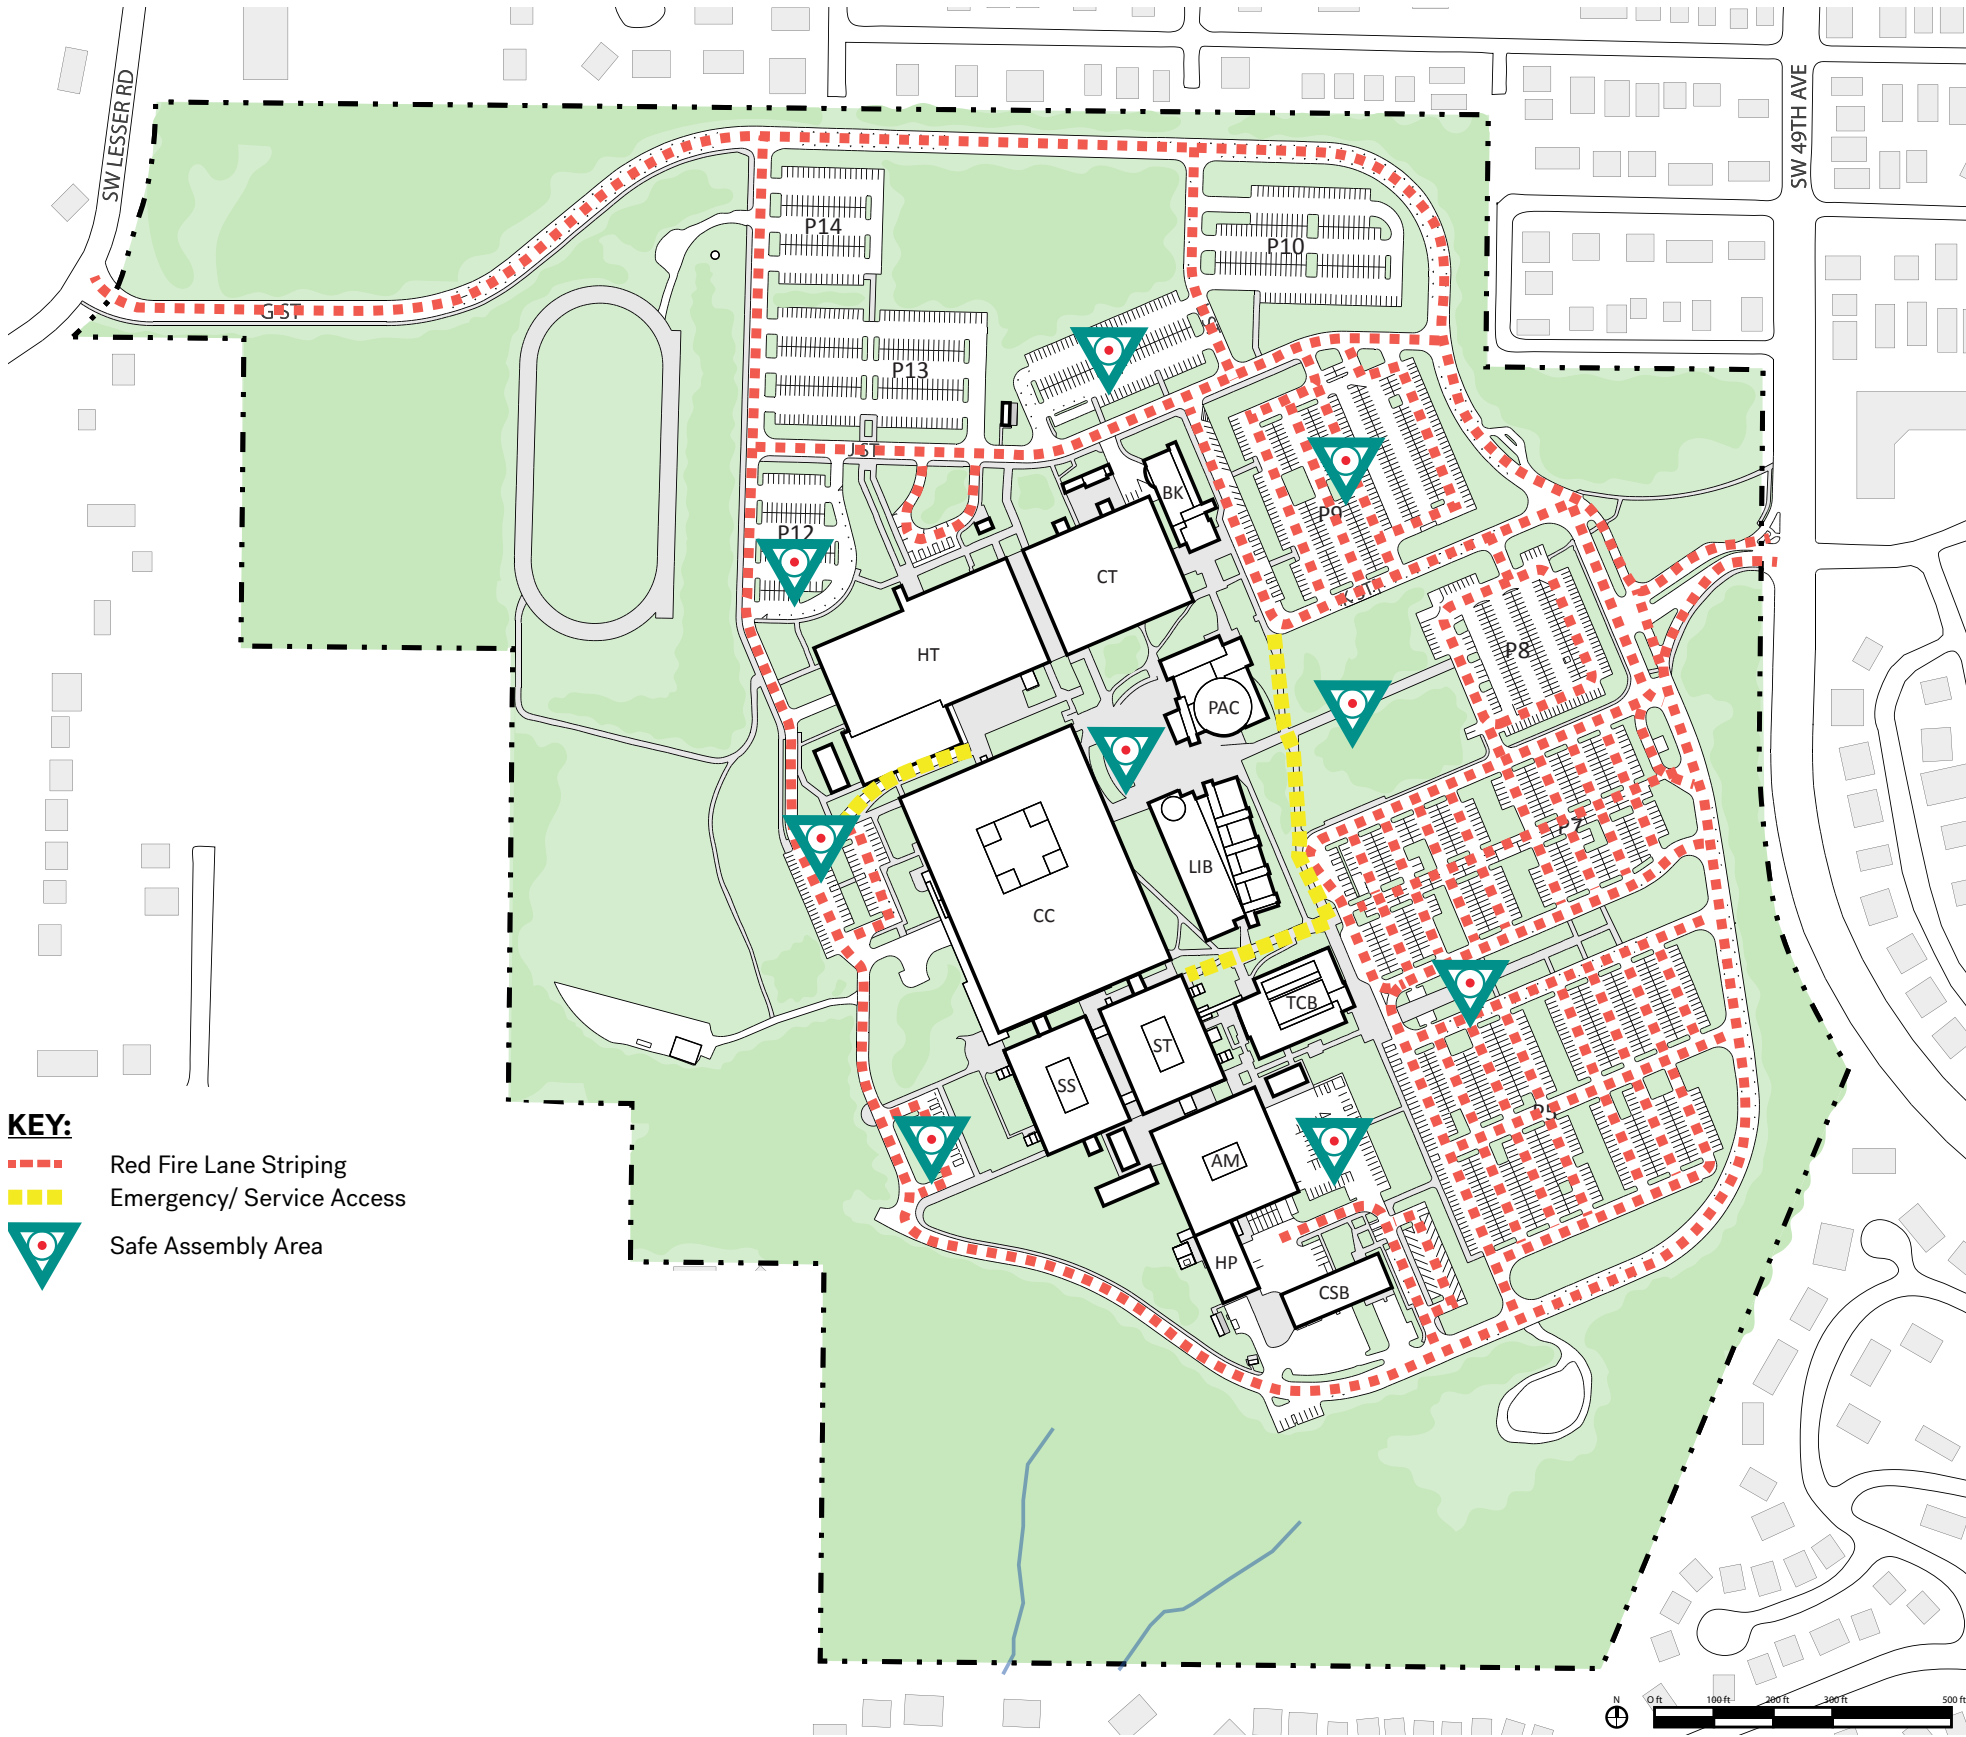 SW LESSER RD
SW 49TH AVE
P14
P10
G ST
P13
J ST
BK
P9
P12
CT
K ST
HT
P8
PAC
P7
LIB
CC
TCB
ST
SS
P5
AM
HP
CSB
KEY:
Red Fire Lane Striping
Emergency/ Service Access
Safe Assembly Area
N
0 ft 100 ft 200 ft 300 ft 500 ft